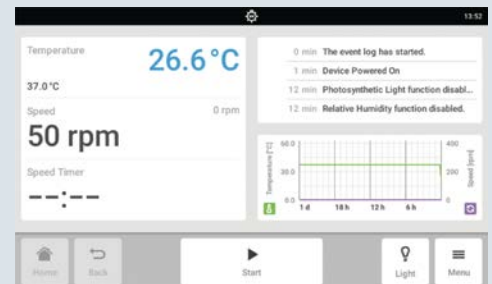 13:52
Temperature
26.6 °C
37.0 °C
Speed
0 rpm
50 rpm
Speed Timer
--:--
0 min The event log has started.
1 min Device Powered On
12 min Photosynthetic Light function disabl...
12 min Relative Humidity function disabled.
Temperature [°C]
60.0
30.0
0.0
1 d 18 h 12 h 6 h
400
200
0
Speed [rpm]
Home
Back
Start
Light
Menu